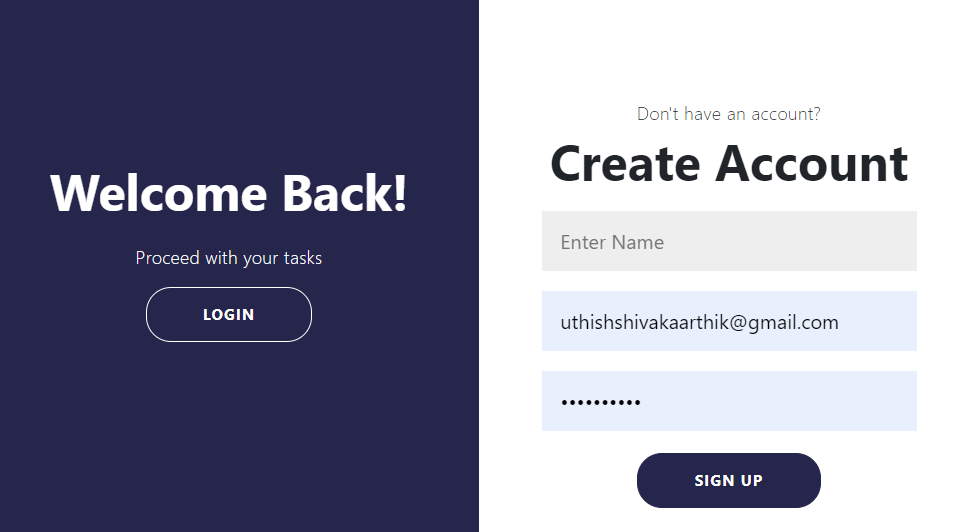 Welcome Back!
Proceed with your tasks
LOGIN
Don't have an account?
Create Account
Enter Name
uthishshivakaarthik@gmail.com
••••••••••
SIGN UP